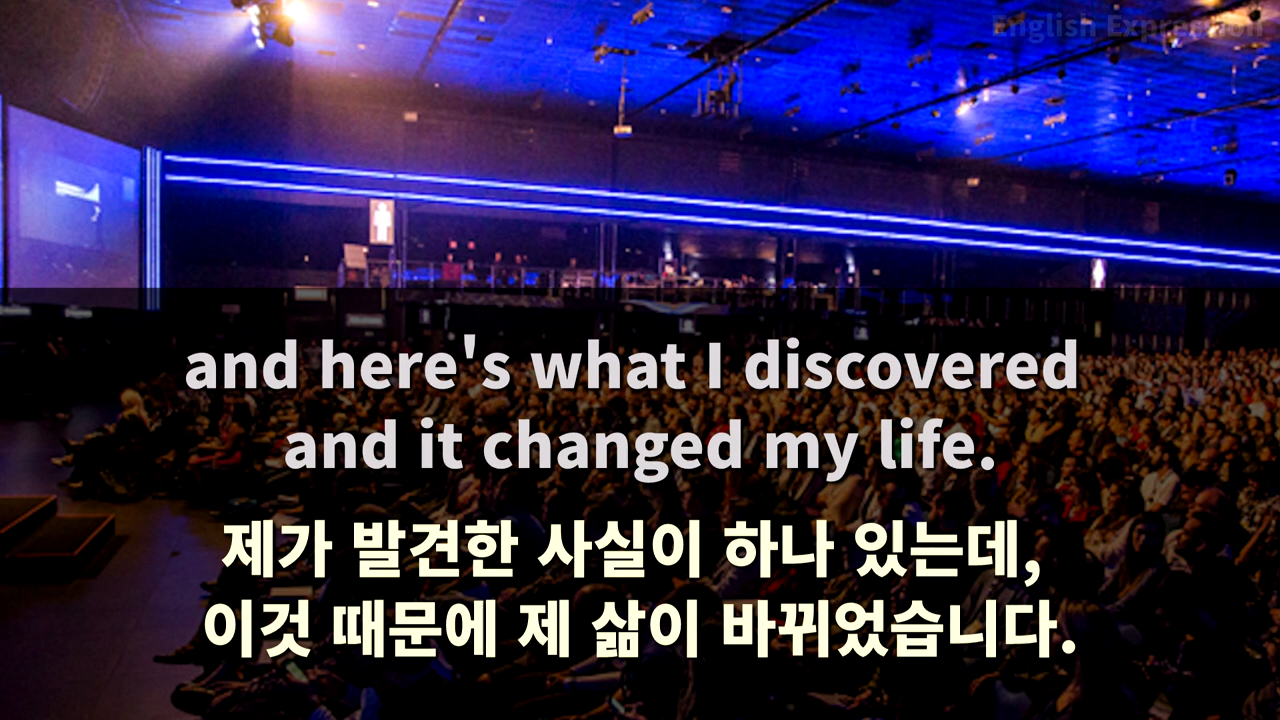 English Expression
and here's what I discovered
and it changed my life.
제가 발견한 사실이 하나 있는데,
이것 때문에 제 삶이 바뀌었습니다.